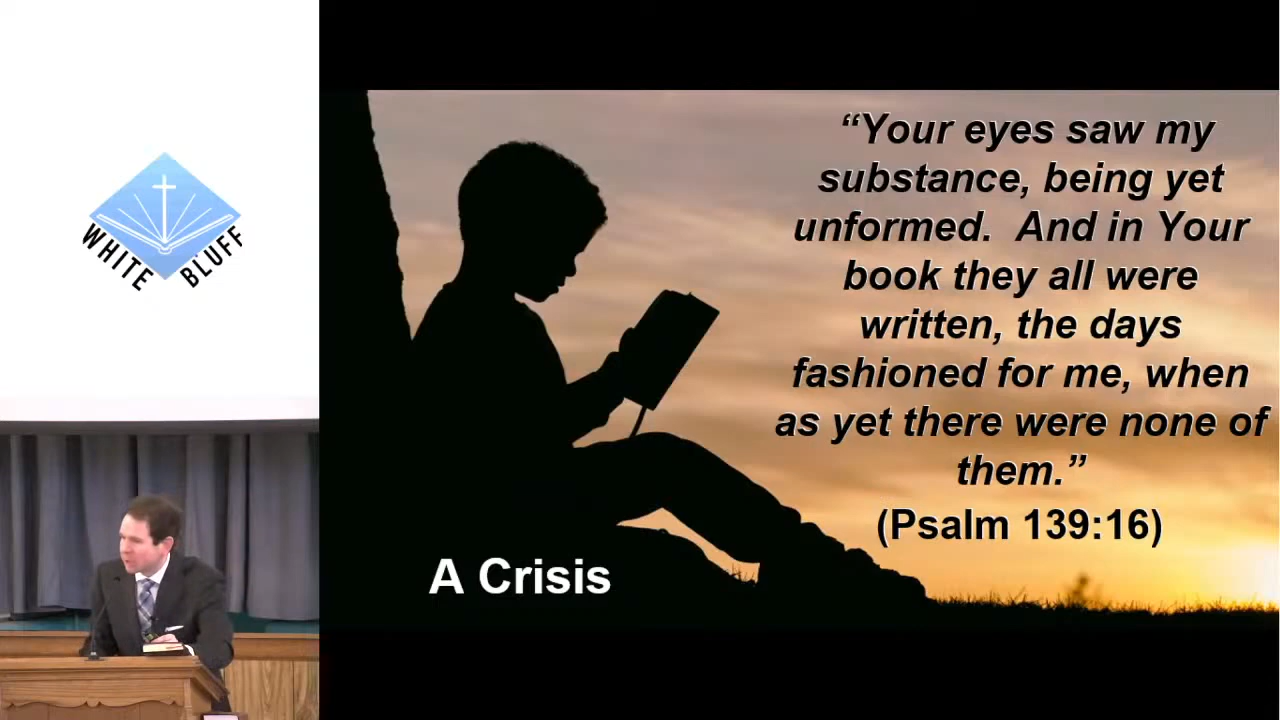 WHITE BLUFF
“Your eyes saw my
substance, being yet
unformed.  And in Your
book they all were
written, the days
fashioned for me, when
as yet there were none of
them.”
(Psalm 139:16)
A Crisis